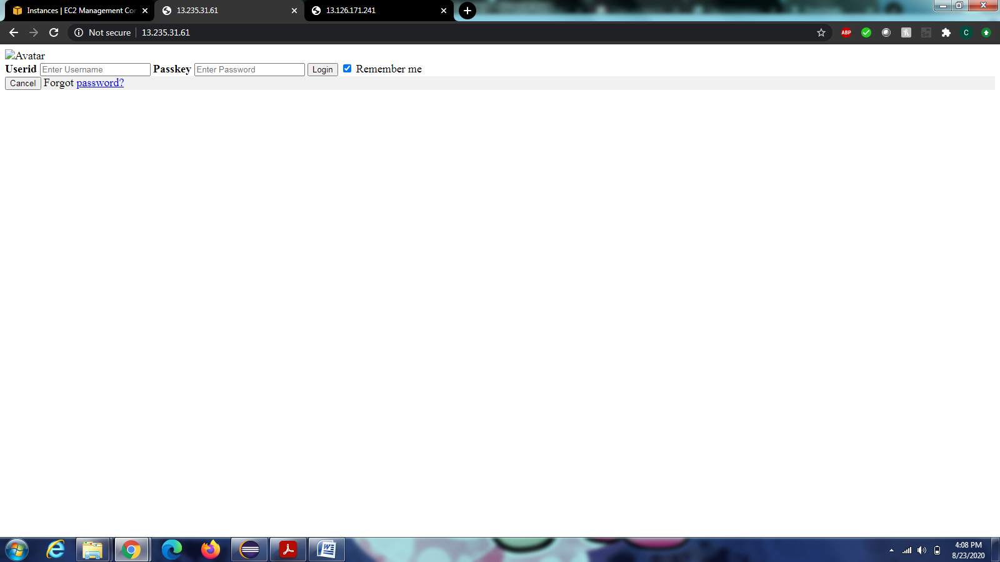 Instances | EC2 Management Cor
13.235.31.61
13.126.171.241
Not secure
13.235.31.61
ABP
C
Avatar
Userid Enter Username Passkey Enter Password Login Remember me
Cancel Forgot password?
4:08 PM
8/23/2020